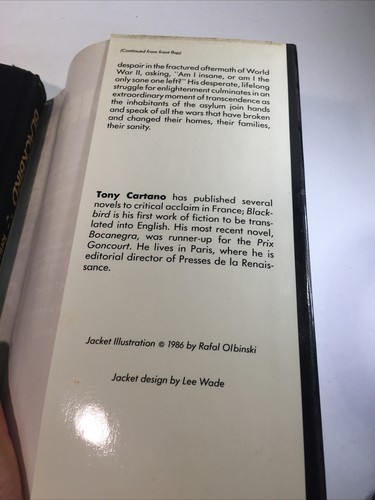 (Continued from front flap)
despair in the fractured aftermath of World
War II, asking, "Am I insane, or am I the
only sane one left?" His desperate, lifelong
struggle for enlightenment culminates in an
extraordinary moment of transcendence as
the inhabitants of the asylum join hands
and speak of all the wars that have broken
and changed their homes, their families,
their sanity.
Tony Cartano has published several
novels to critical acclaim in France; Black-
bird is his first work of fiction to be trans-
lated into English. His most recent novel,
Bocanegra, was runner-up for the Prix
Goncourt. He lives in Paris, where he is
editorial director of Presses de la Renais-
sance.
Jacket Illustration © 1986 by Rafal Olbinski
Jacket design by Lee Wade
BLACKBIRD